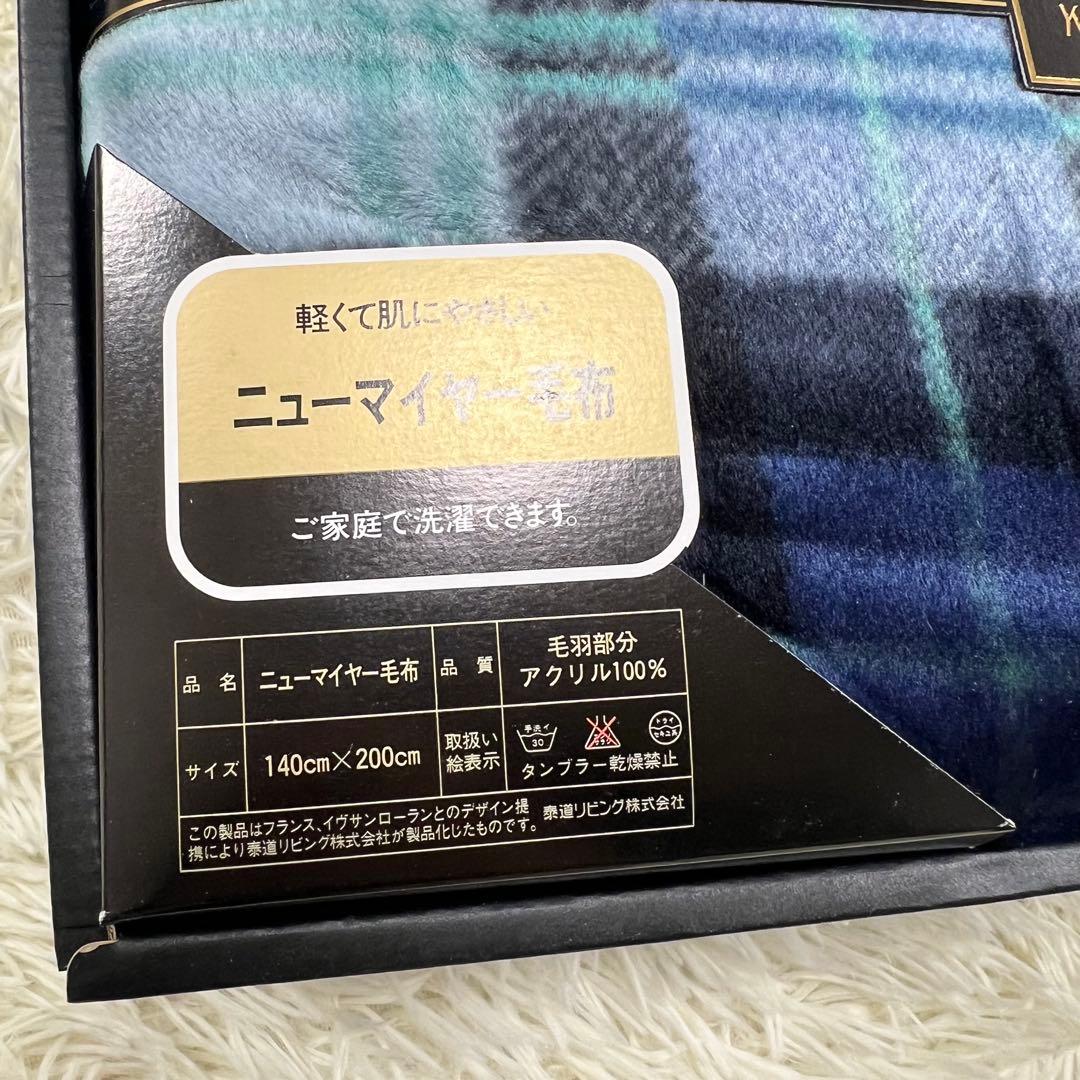 軽くて肌にやさしい
ニューマイヤー毛布
ご家庭で洗濯できます。
品名 ニューマイヤー毛布 品質 毛羽部分
アクリル100%
サイズ 140cm×200cm 取扱い
絵表示
手洗イ
30
ドライ
セキユ系
タンブラー乾燥禁止
この製品はフランス、イヴサンローランとのデザイン提
携により泰道リビング株式会社が製品化したものです。
泰道リビング株式会社